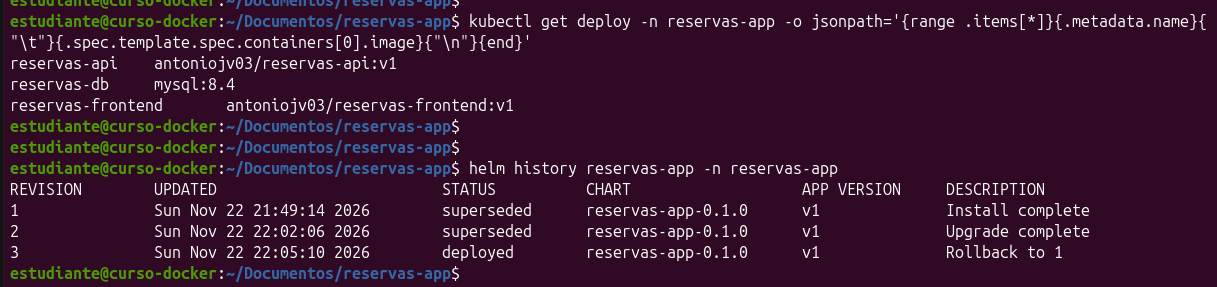 estudiante@curso-docker:~/Documentos/reservas-app$
estudiante@curso-docker:~/Documentos/reservas-app$ kubectl get deploy -n reservas-app -o jsonpath='{range .items[*]}{.metadata.name}{
"\t"}{.spec.template.spec.containers[0].image}{"\n"}{end}'
reservas-api    antoniojv03/reservas-api:v1
reservas-db     mysql:8.4
reservas-frontend       antoniojv03/reservas-frontend:v1
estudiante@curso-docker:~/Documentos/reservas-app$
estudiante@curso-docker:~/Documentos/reservas-app$
estudiante@curso-docker:~/Documentos/reservas-app$ helm history reservas-app -n reservas-app
REVISION        UPDATED                         STATUS          CHART                   APP VERSION     DESCRIPTION
1               Sun Nov 22 21:49:14 2026        superseded      reservas-app-0.1.0      v1              Install complete
2               Sun Nov 22 22:02:06 2026        superseded      reservas-app-0.1.0      v1              Upgrade complete
3               Sun Nov 22 22:05:10 2026        deployed        reservas-app-0.1.0      v1              Rollback to 1
estudiante@curso-docker:~/Documentos/reservas-app$